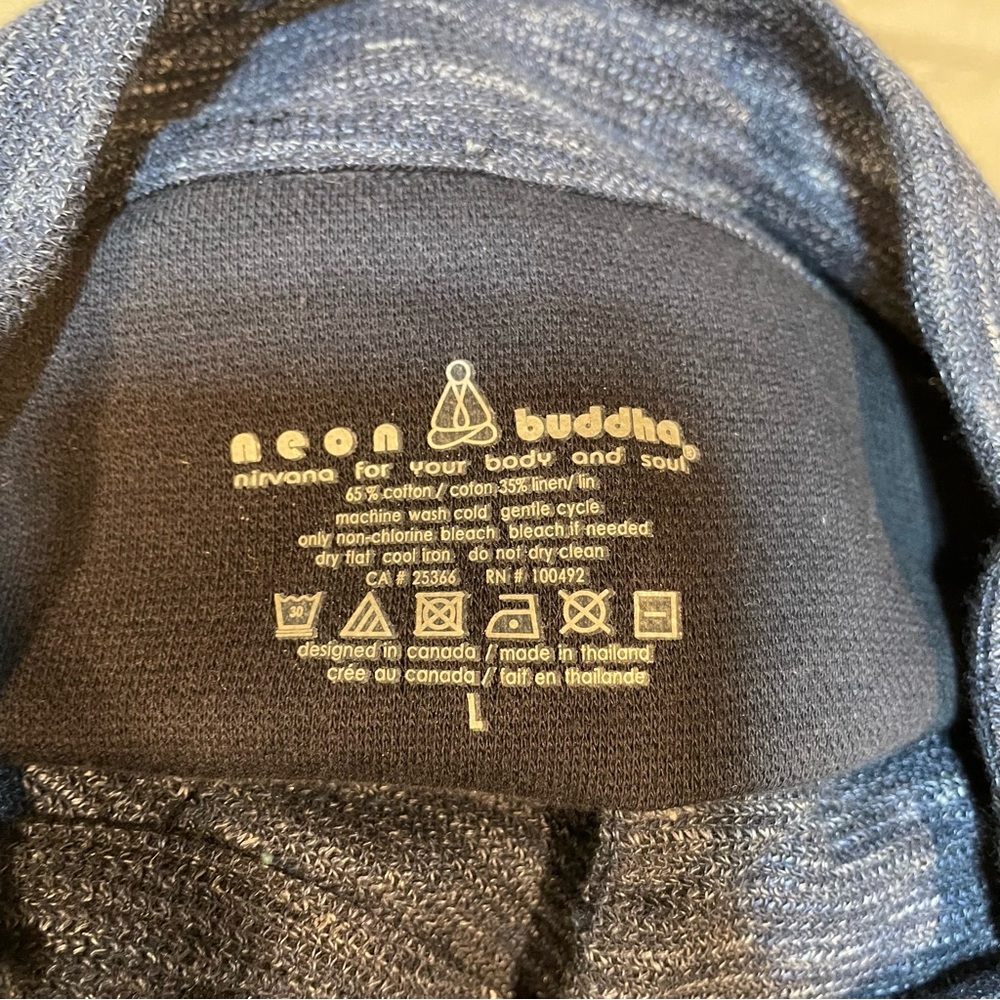 neon buddha®
nirvana for your body and soul
65% cotton / coton 35% linen/ lin
machine wash cold gentle cycle
only non-chlorine bleach bleach if needed
dry flat cool iron do not dry clean
CA # 25366 RN # 100492
30
designed in canada / made in thailand
crée au canada / fait en thailande
L